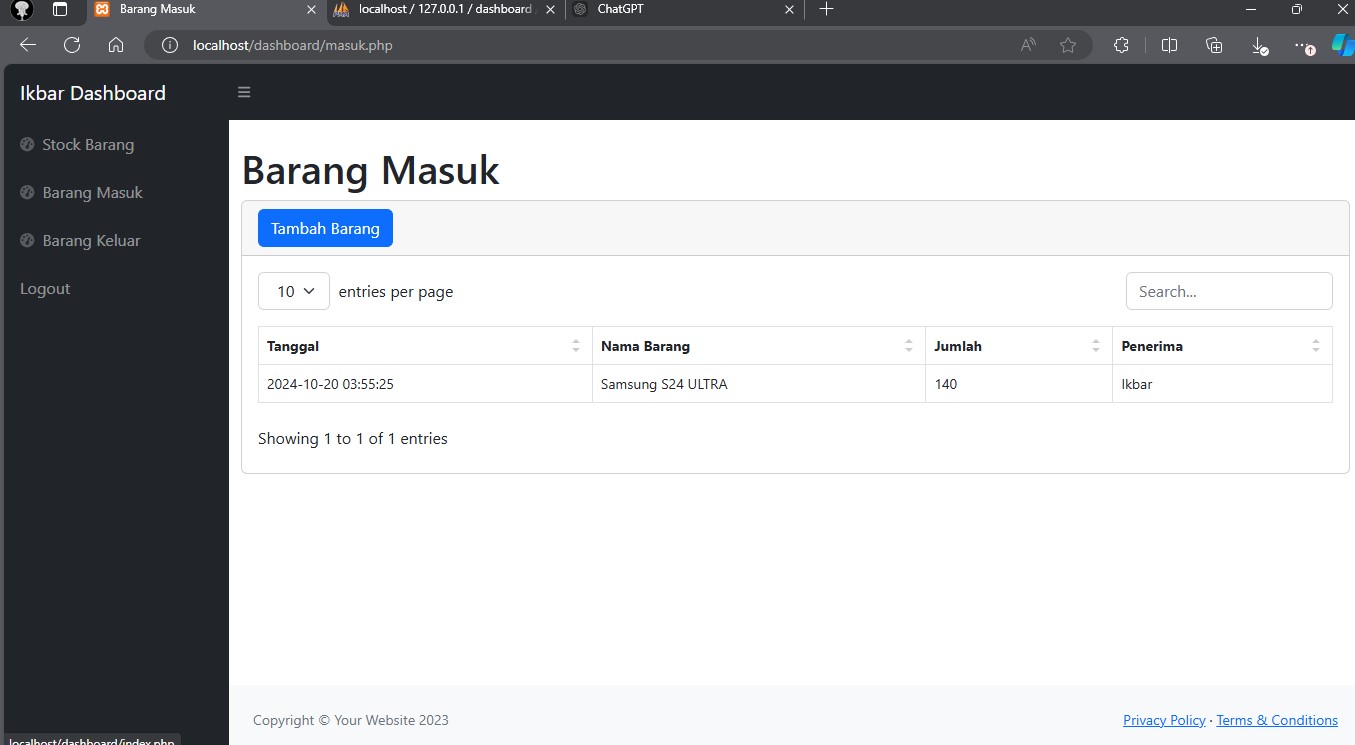 Barang Masuk
localhost / 127.0.0.1 / dashboard
ChatGPT
localhost/dashboard/masuk.php
Ikbar Dashboard
Stock Barang
Barang Masuk
Barang Keluar
Logout
Barang Masuk
Tambah Barang
10 entries per page
Search...
Tanggal Nama Barang Jumlah Penerima
2024-10-20 03:55:25 Samsung S24 ULTRA 140 Ikbar
Showing 1 to 1 of 1 entries
Copyright © Your Website 2023
Privacy Policy · Terms & Conditions
localhost/dashboard/index.php